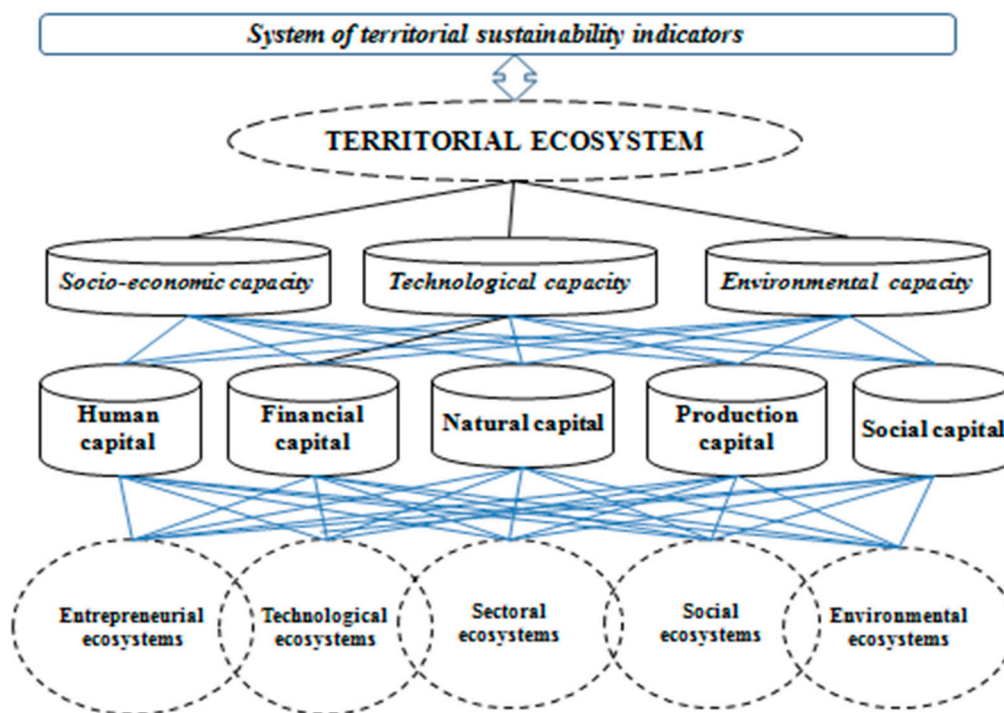 System of territorial sustainability indicators
TERRITORIAL ECOSYSTEM
Socio-economic capacity
Technological capacity
Environmental capacity
Human
capital
Financial
capital
Natural capital
Production
capital
Social capital
Entrepreneurial
ecosystems
Technological
ecosystems
Sectoral
ecosystems
Social
ecosystems
Environmental
ecosystems